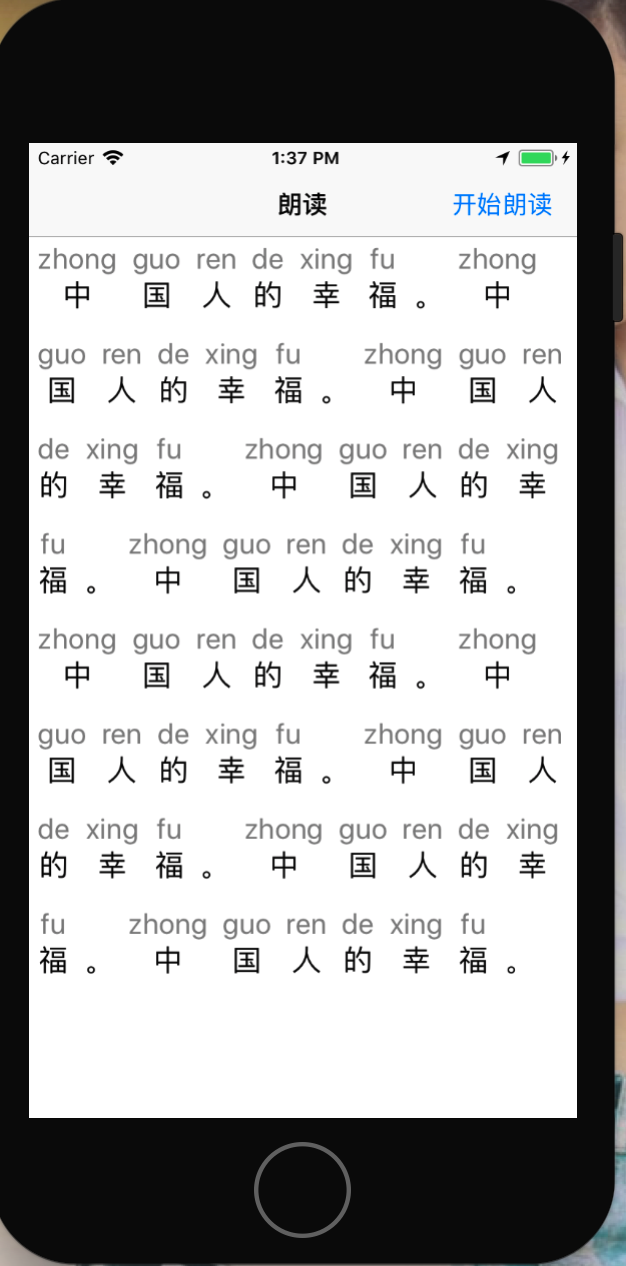 Carrier 1:37 PM
朗读 开始朗读
zhong guo ren de xing fu zhong
中 国 人 的 幸 福 。 中
guo ren de xing fu zhong guo ren
国 人 的 幸 福 。 中 国 人
de xing fu zhong guo ren de xing
的 幸 福 。 中 国 人 的 幸
fu zhong guo ren de xing fu
福 。 中 国 人 的 幸 福 。
zhong guo ren de xing fu zhong
中 国 人 的 幸 福 。 中
guo ren de xing fu zhong guo ren
国 人 的 幸 福 。 中 国 人
de xing fu zhong guo ren de xing
的 幸 福 。 中 国 人 的 幸
fu zhong guo ren de xing fu
福 。 中 国 人 的 幸 福 。